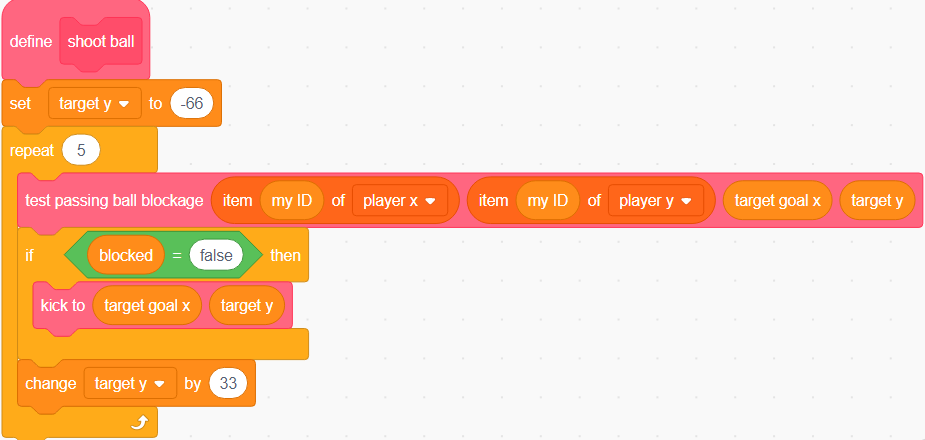 define shoot ball
set target y to -66
repeat 5
test passing ball blockage item my ID of player x item my ID of player y target goal x target y
if blocked = false then
kick to target goal x target y
change target y by 33